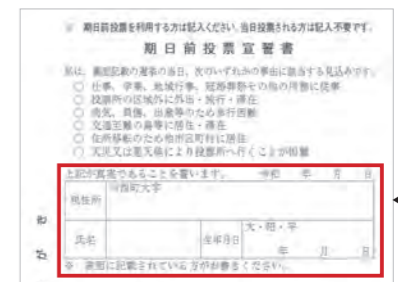 ※ 期日前投票を利用する方は記入ください。当日投票される方は記入不要です。
期日前投票宣誓書
私は、裏面記載の選挙の当日、次のいずれかの事由に該当する見込みです。
○ 仕事、学業、地域行事、冠婚葬祭その他の用務に従事
○ 投票所の区域外に外出・旅行・滞在
○ 疾気、負傷、出産等のため歩行困難
○ 交通至難の島等に居住・滞在
○ 住所移転のため他市区町村に居住
○ 天災又は悪天候により投票所へ行くことが困難
上記が真実であることを誓います。 令和 年 月 日
現住所 町大字
氏名 生年月日 大・昭・平
年 月 日
※ 裏面に記載されている方がお書きください。
き
が